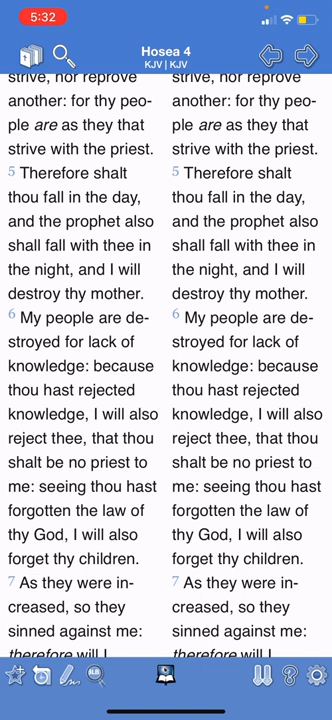 5:32
Hosea 4
KJV | KJV
strive, nor reprove
another: for thy peo-
ple are as they that
strive with the priest.
5 Therefore shalt
thou fall in the day,
and the prophet also
shall fall with thee in
the night, and I will
destroy thy mother.
6 My people are de-
stroyed for lack of
knowledge: because
thou hast rejected
knowledge, I will also
reject thee, that thou
shalt be no priest to
me: seeing thou hast
forgotten the law of
thy God, I will also
forget thy children.
7 As they were in-
creased, so they
sinned against me:
therefore will I
strive, nor reprove
another: for thy peo-
ple are as they that
strive with the priest.
5 Therefore shalt
thou fall in the day,
and the prophet also
shall fall with thee in
the night, and I will
destroy thy mother.
6 My people are de-
stroyed for lack of
knowledge: because
thou hast rejected
knowledge, I will also
reject thee, that thou
shalt be no priest to
me: seeing thou hast
forgotten the law of
thy God, I will also
forget thy children.
7 As they were in-
creased, so they
sinned against me:
therefore will I
BLB